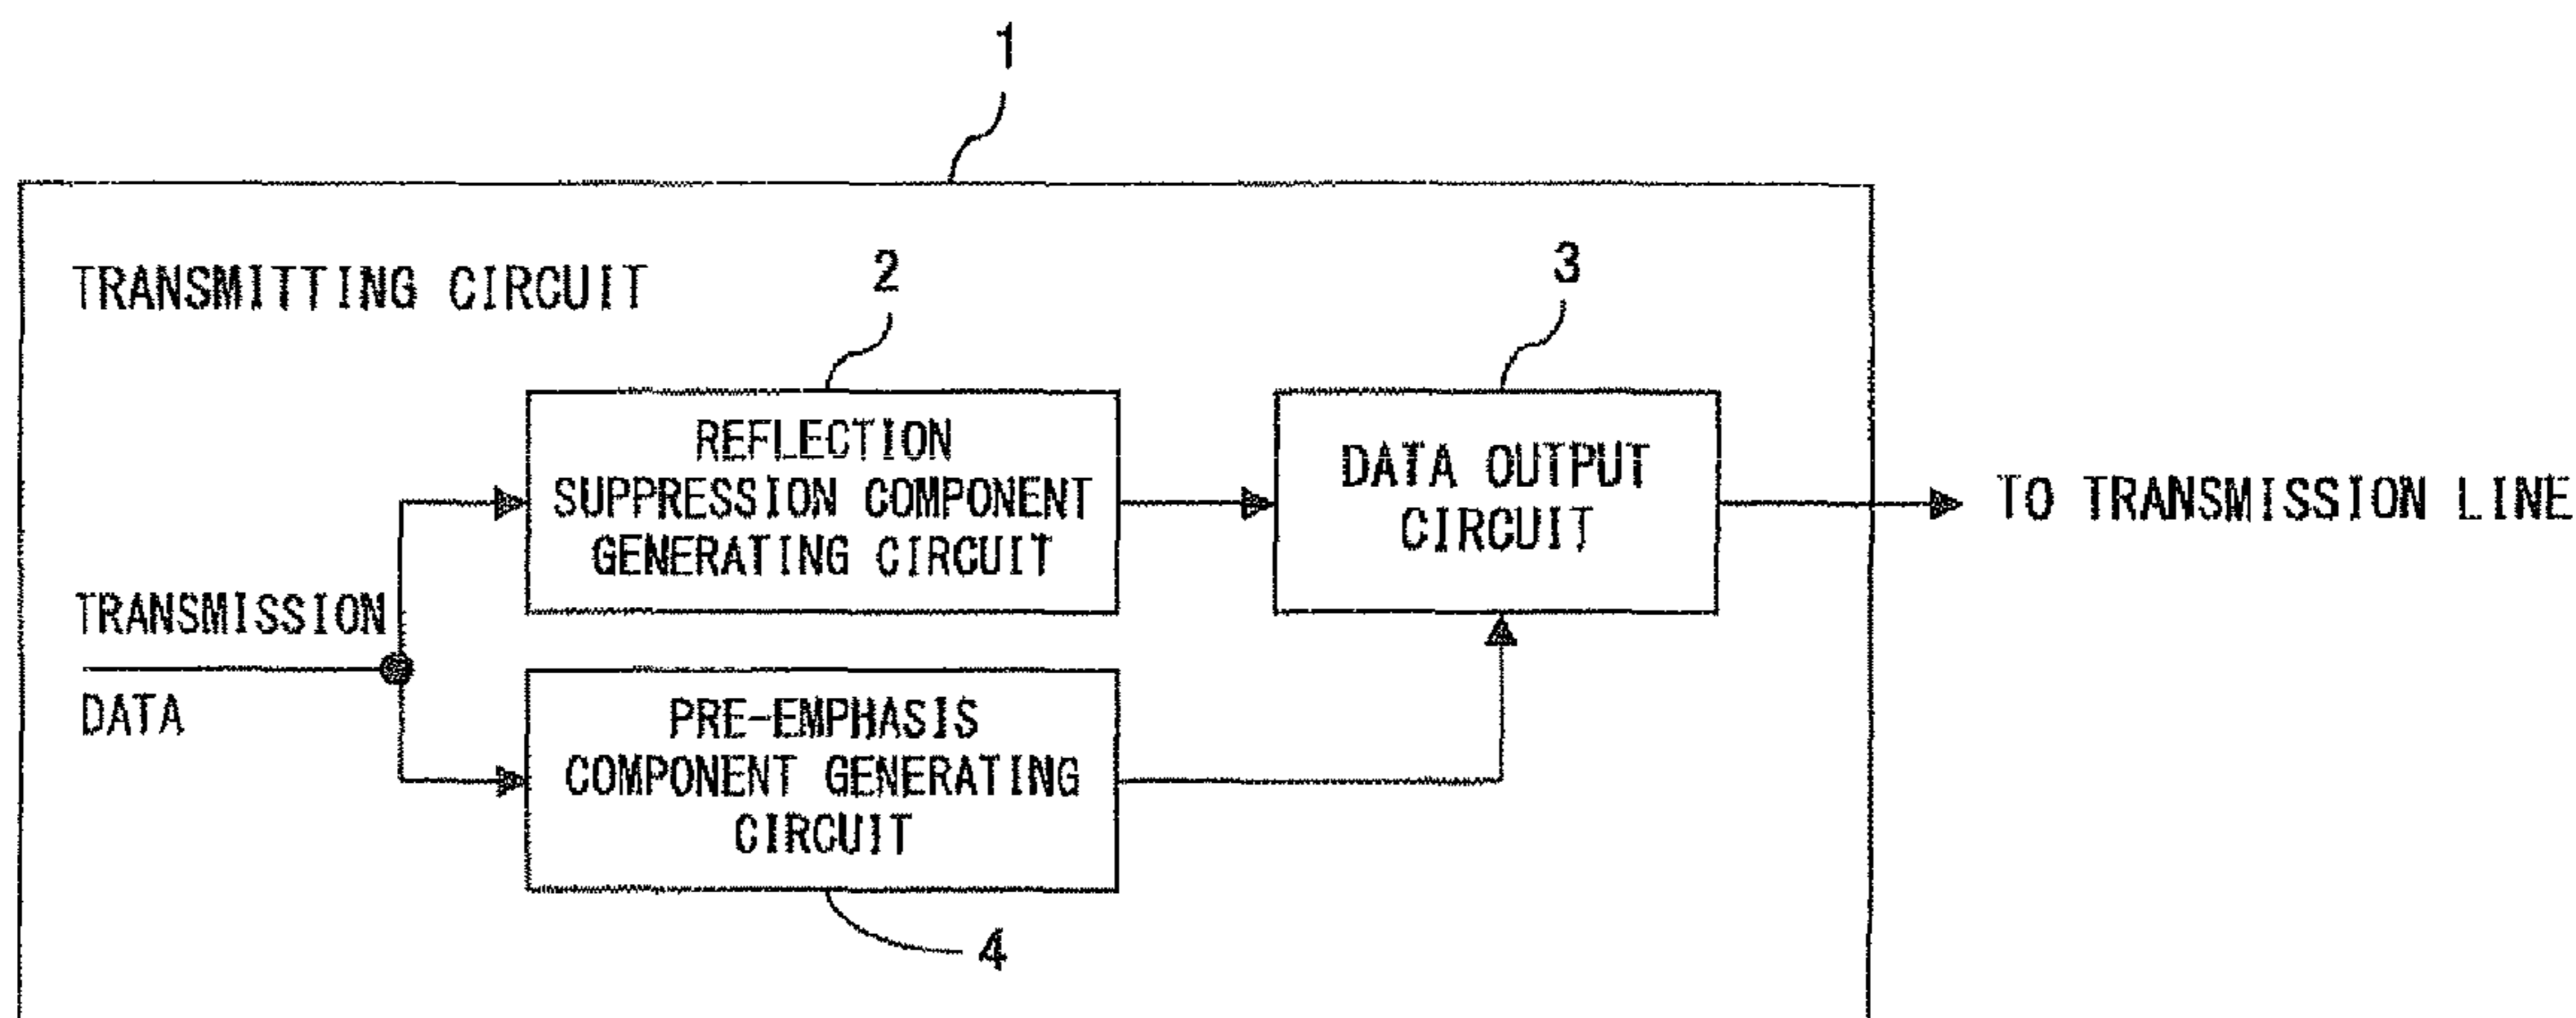 1
TRANSMITTING CIRCUIT
2
3
REFLECTION
SUPPRESSION COMPONENT
GENERATING CIRCUIT
DATA OUTPUT
CIRCUIT
TO TRANSMISSION LINE
TRANSMISSION
DATA
PRE-EMPHASIS
COMPONENT GENERATING
CIRCUIT
4